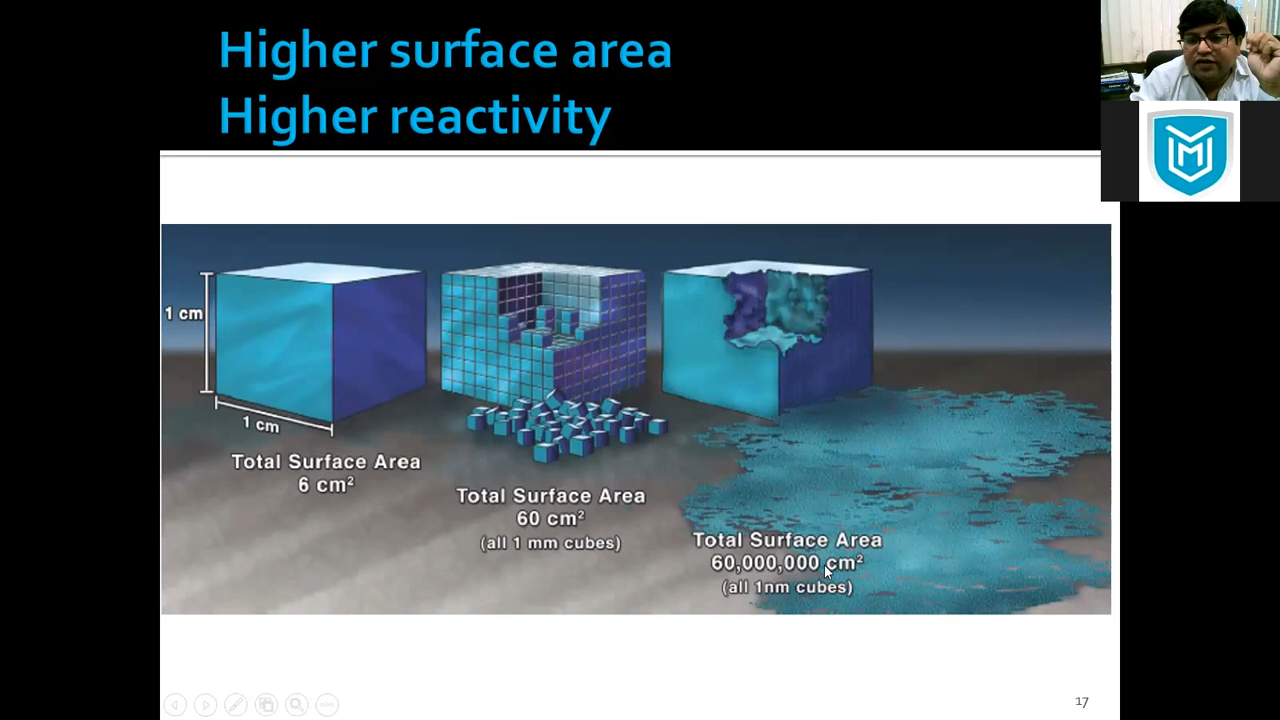 Higher surface area
Higher reactivity
1 cm
1 cm
Total Surface Area
6 cm²
Total Surface Area
60 cm²
(all 1 mm cubes)
Total Surface Area
60,000,000 cm²
(all 1nm cubes)
17